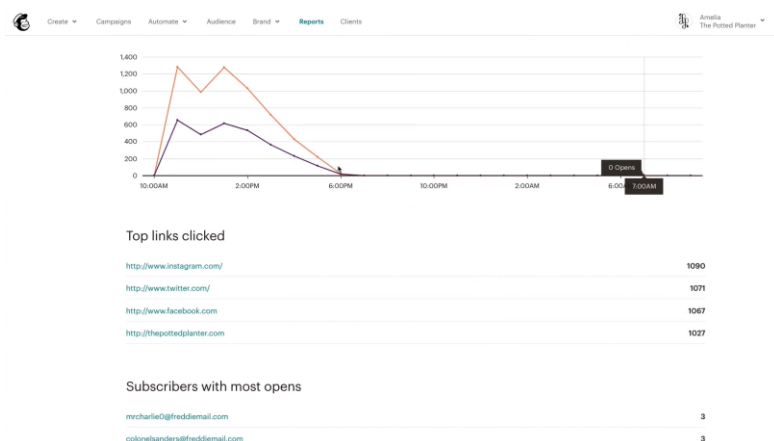 Create Campaigns Automate Audience Brand Reports Clients
Amelia
The Potted Planter
1,400
1,200
1,000
800
600
400
200
0
0 Opens
10:00AM 2:00PM 6:00PM 10:00PM 2:00AM 6:00 7:00AM
Top links clicked
http://www.instagram.com/ 1090
http://www.twitter.com/ 1071
http://www.facebook.com 1067
http://thepottedplanter.com 1027
Subscribers with most opens
mrcharlie0@freddiemail.com 3
colonelsanders@freddiemail.com 3